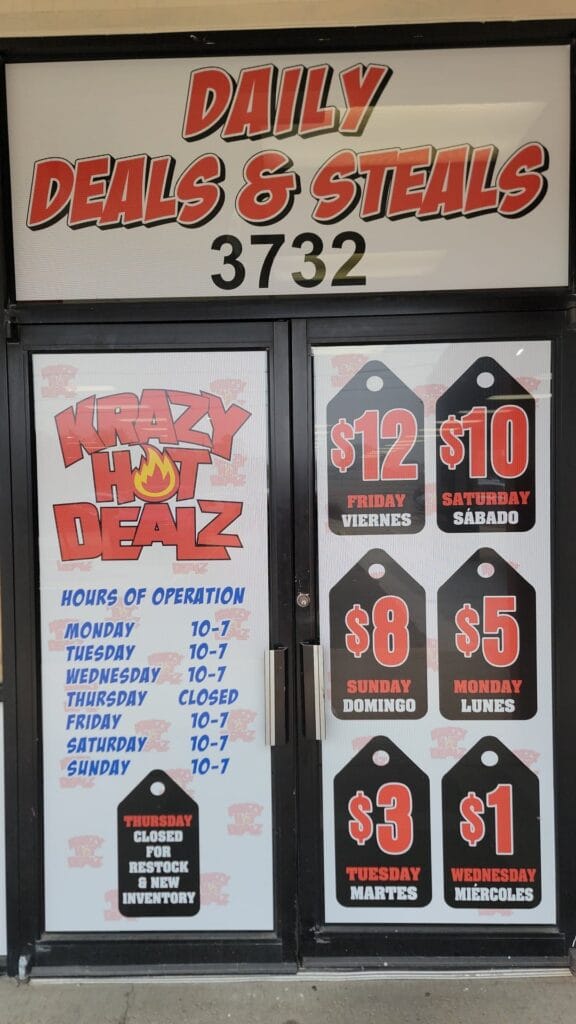 DAILY
DEALS & STEALS
3732
KRAZY
HOT
DEALZ
HOURS OF OPERATION
MONDAY 10-7
TUESDAY 10-7
WEDNESDAY 10-7
THURSDAY CLOSED
FRIDAY 10-7
SATURDAY 10-7
SUNDAY 10-7
THURSDAY
CLOSED
FOR
RESTOCK
& NEW
INVENTORY
$12
FRIDAY
VIERNES
$10
SATURDAY
SÁBADO
$8
SUNDAY
DOMINGO
$5
MONDAY
LUNES
$3
TUESDAY
MARTES
$1
WEDNESDAY
MIÉRCOLES